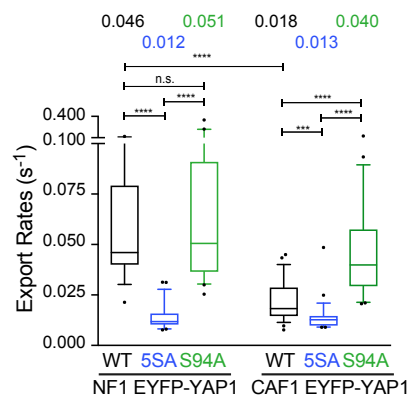 0.046 0.051 0.018 0.040
0.012 0.013
****
n.s.
**** **** ****
*** ****
Export Rates (s⁻¹)
0.400
0.100
0.075
0.050
0.025
0.000
WT 5SA S94A WT 5SA S94A
NF1 EYFP-YAP1 CAF1 EYFP-YAP1